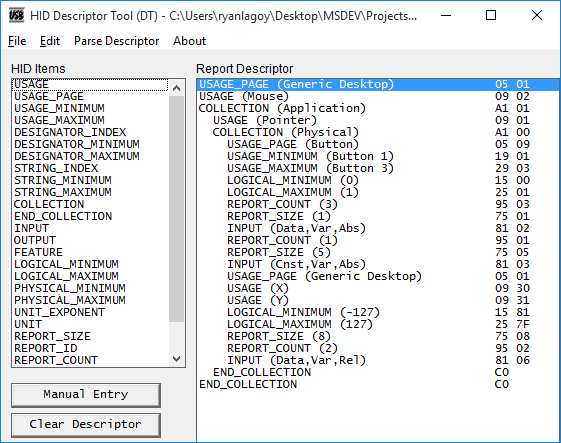 HID Descriptor Tool (DT) - C:\Users\ryanlagoy\Desktop\MSDEV\Projects...
File Edit Parse Descriptor About
HID Items
USAGE
USAGE_PAGE
USAGE_MINIMUM
USAGE_MAXIMUM
DESIGNATOR_INDEX
DESIGNATOR_MINIMUM
DESIGNATOR_MAXIMUM
STRING_INDEX
STRING_MINIMUM
STRING_MAXIMUM
COLLECTION
END_COLLECTION
INPUT
OUTPUT
FEATURE
LOGICAL_MINIMUM
LOGICAL_MAXIMUM
PHYSICAL_MINIMUM
PHYSICAL_MAXIMUM
UNIT_EXPONENT
UNIT
REPORT_SIZE
REPORT_ID
REPORT_COUNT
Manual Entry
Clear Descriptor
Report Descriptor
USAGE_PAGE (Generic Desktop) 05 01
USAGE (Mouse) 09 02
COLLECTION (Application) A1 01
USAGE (Pointer) 09 01
COLLECTION (Physical) A1 00
USAGE_PAGE (Button) 05 09
USAGE_MINIMUM (Button 1) 19 01
USAGE_MAXIMUM (Button 3) 29 03
LOGICAL_MINIMUM (0) 15 00
LOGICAL_MAXIMUM (1) 25 01
REPORT_COUNT (3) 95 03
REPORT_SIZE (1) 75 01
INPUT (Data,Var,Abs) 81 02
REPORT_COUNT (1) 95 01
REPORT_SIZE (5) 75 05
INPUT (Cnst,Var,Abs) 81 03
USAGE_PAGE (Generic Desktop) 05 01
USAGE (X) 09 30
USAGE (Y) 09 31
LOGICAL_MINIMUM (-127) 15 81
LOGICAL_MAXIMUM (127) 25 7F
REPORT_SIZE (8) 75 08
REPORT_COUNT (2) 95 02
INPUT (Data,Var,Rel) 81 06
END_COLLECTION C0
END_COLLECTION C0